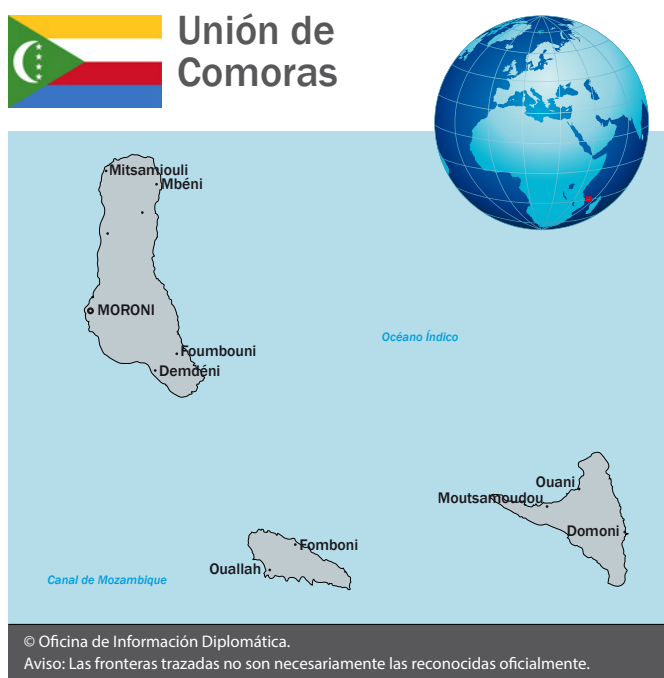 Unión de
Comoras
Mitsamiouli
Mbéni
MORONI
Océano Índico
Foumbouni
Demdéni
Ouani
Moutsamoudou
Domoni
Fomboni
Ouallah
Canal de Mozambique
© Oficina de Información Diplomática.
Aviso: Las fronteras trazadas no son necesariamente las reconocidas oficialmente.